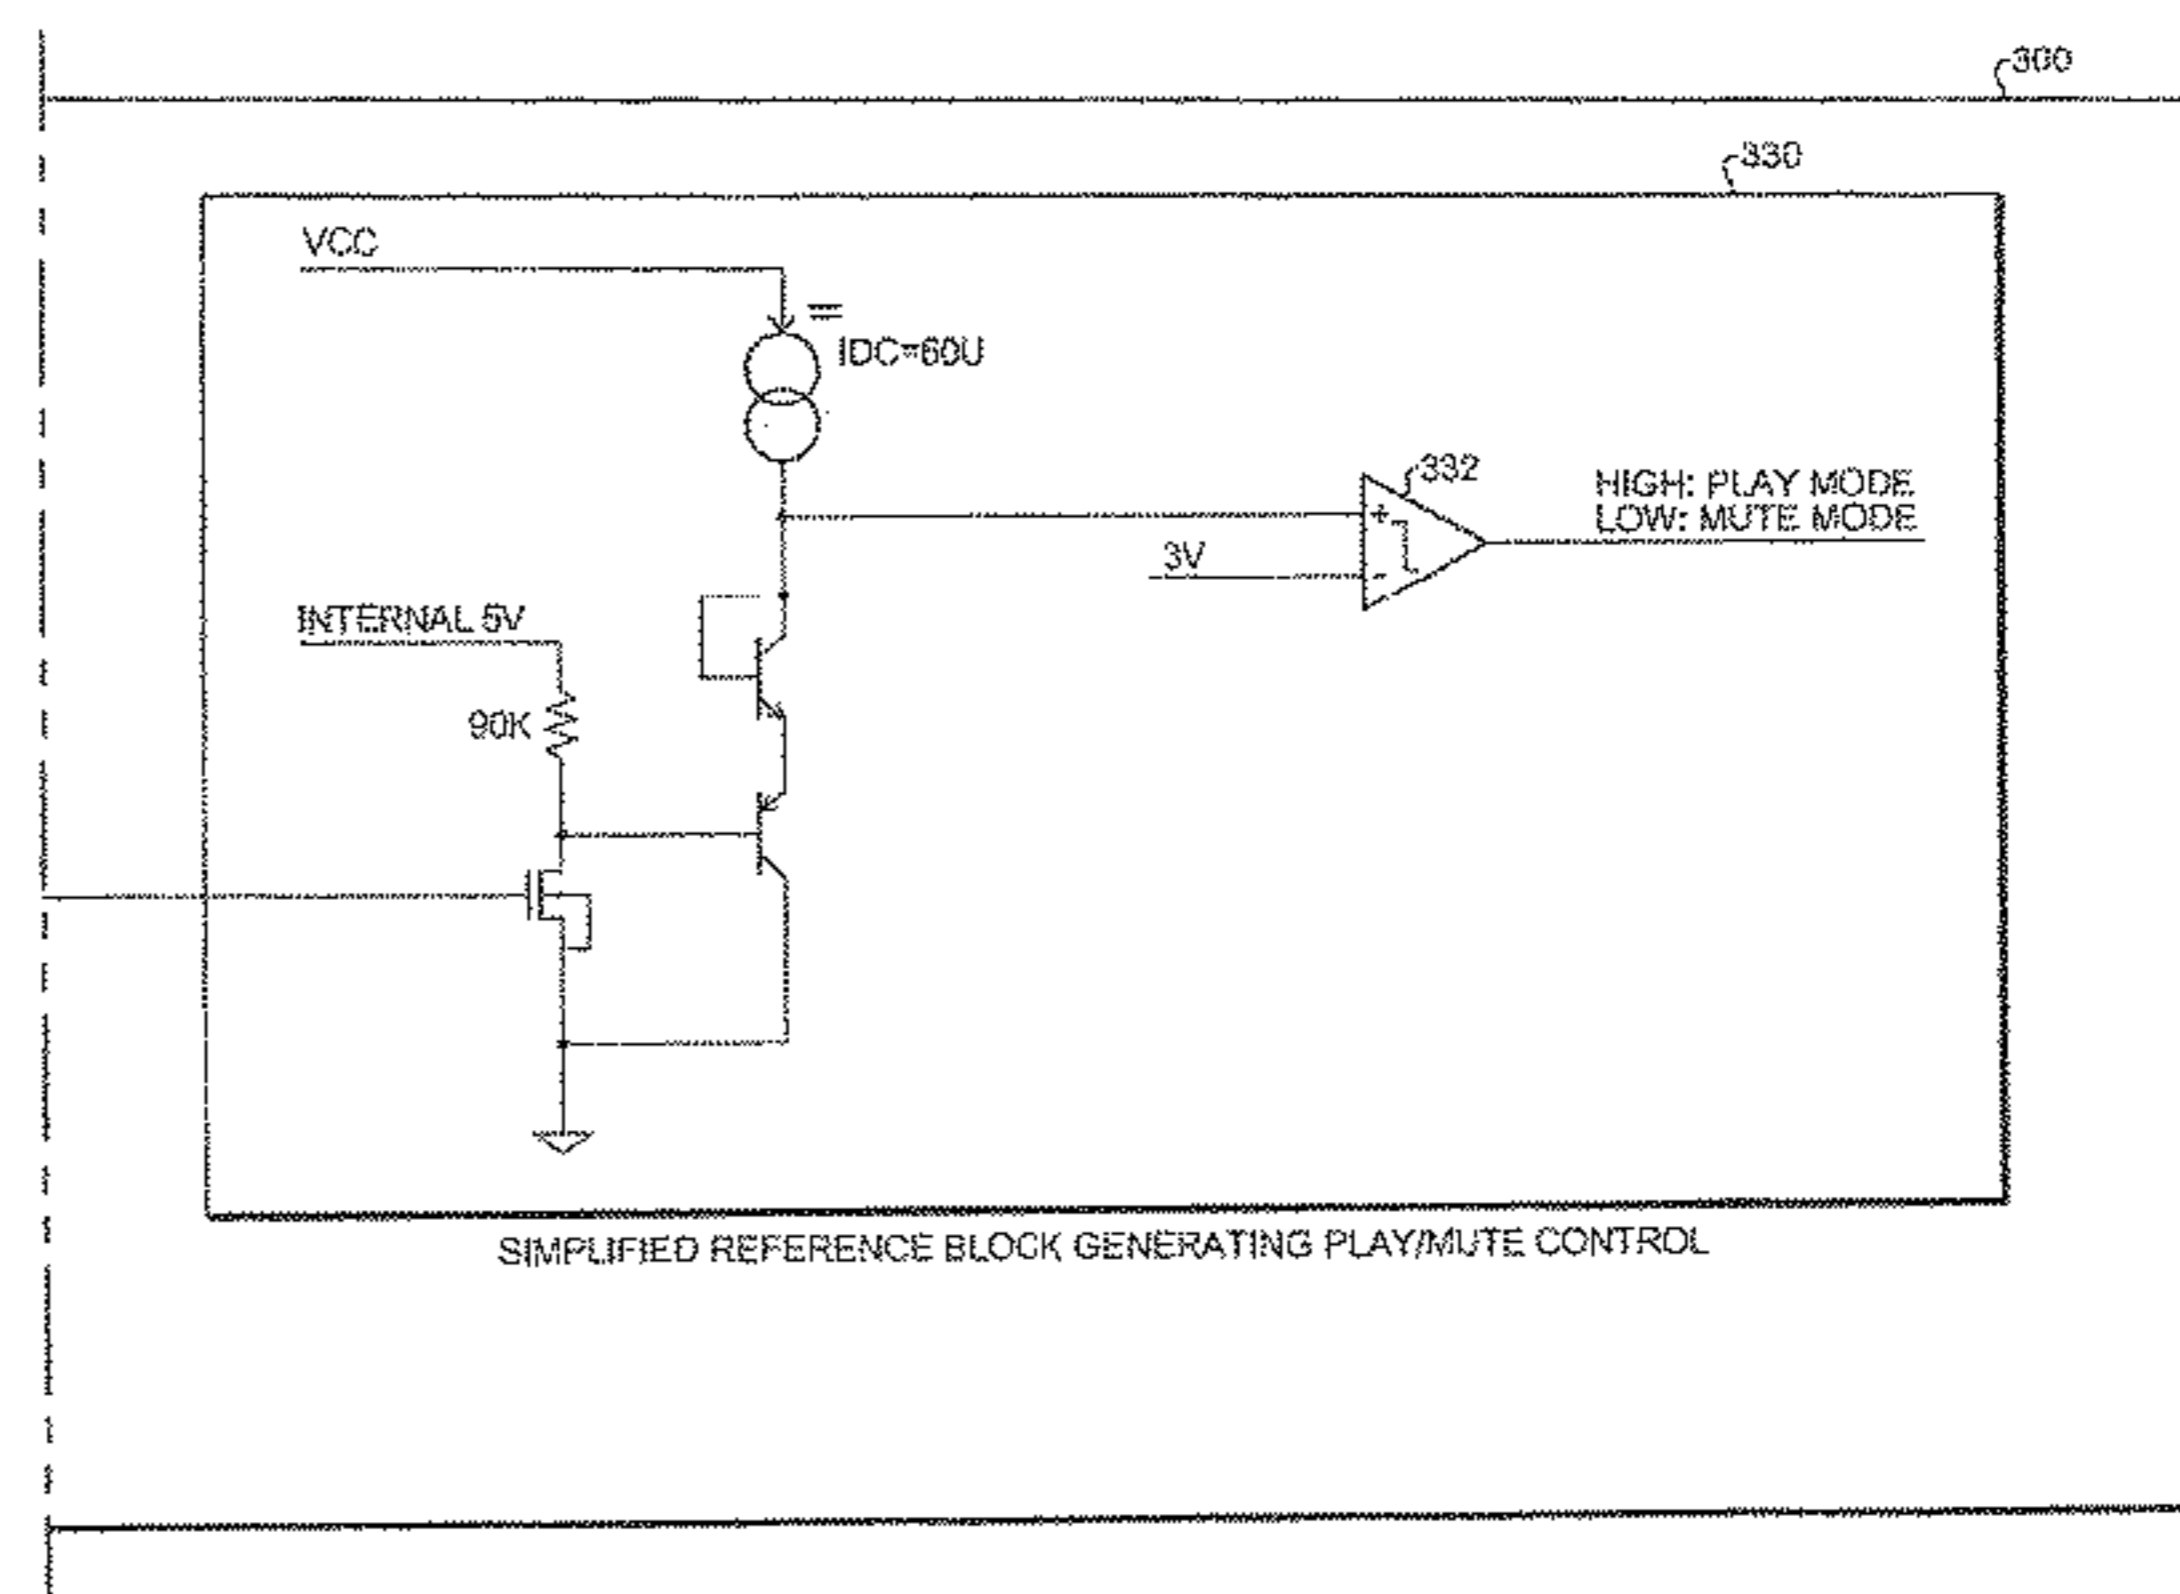 300
330
VCC
IDC=60U
332
HIGH: PLAY MODE
LOW: MUTE MODE
3V
INTERNAL 5V
90K
SIMPLIFIED REFERENCE BLOCK GENERATING PLAY/MUTE CONTROL